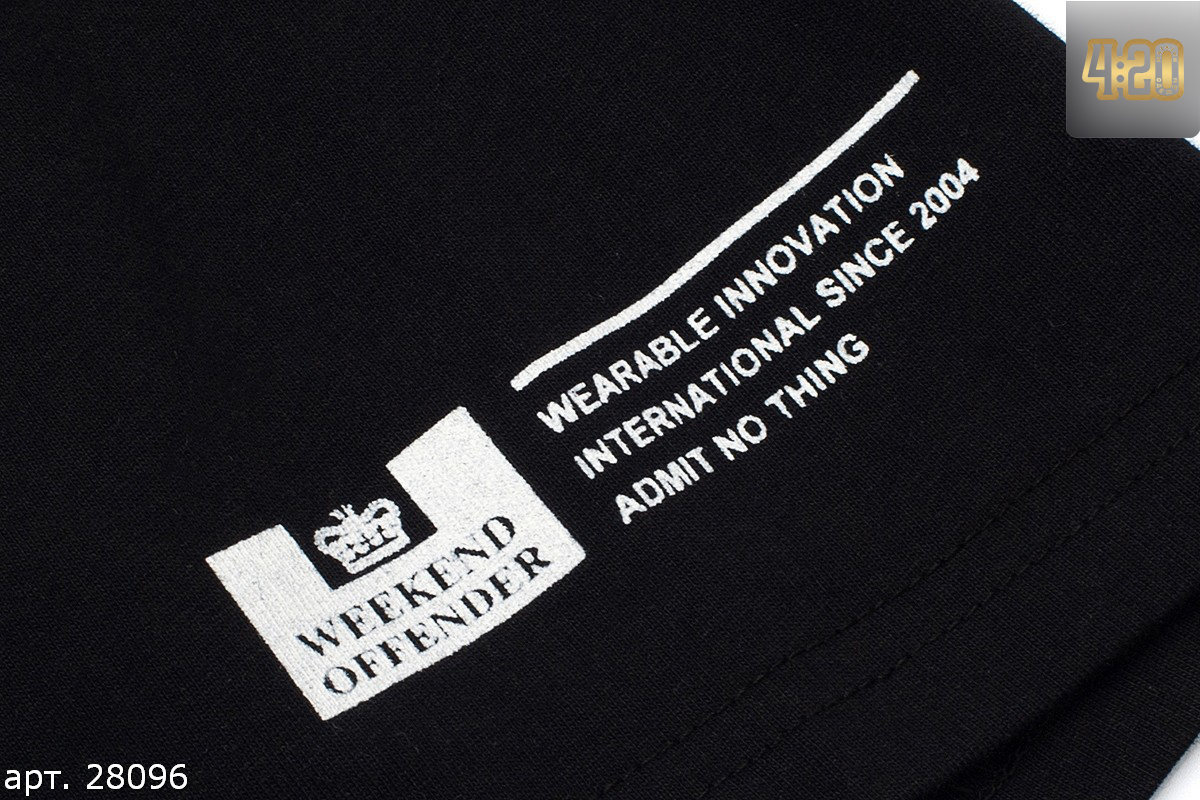 4:20
WEARABLE INNOVATION
INTERNATIONAL SINCE 2004
ADMIT NO THING
WEEKEND
OFFENDER
арт. 28096